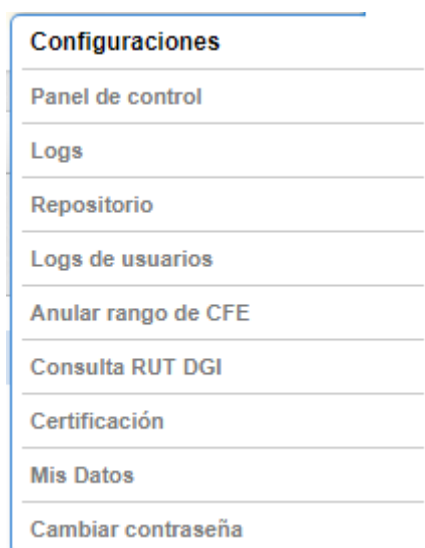 Configuraciones
Panel de control
Logs
Repositorio
Logs de usuarios
Anular rango de CFE
Consulta RUT DGI
Certificación
Mis Datos
Cambiar contraseña